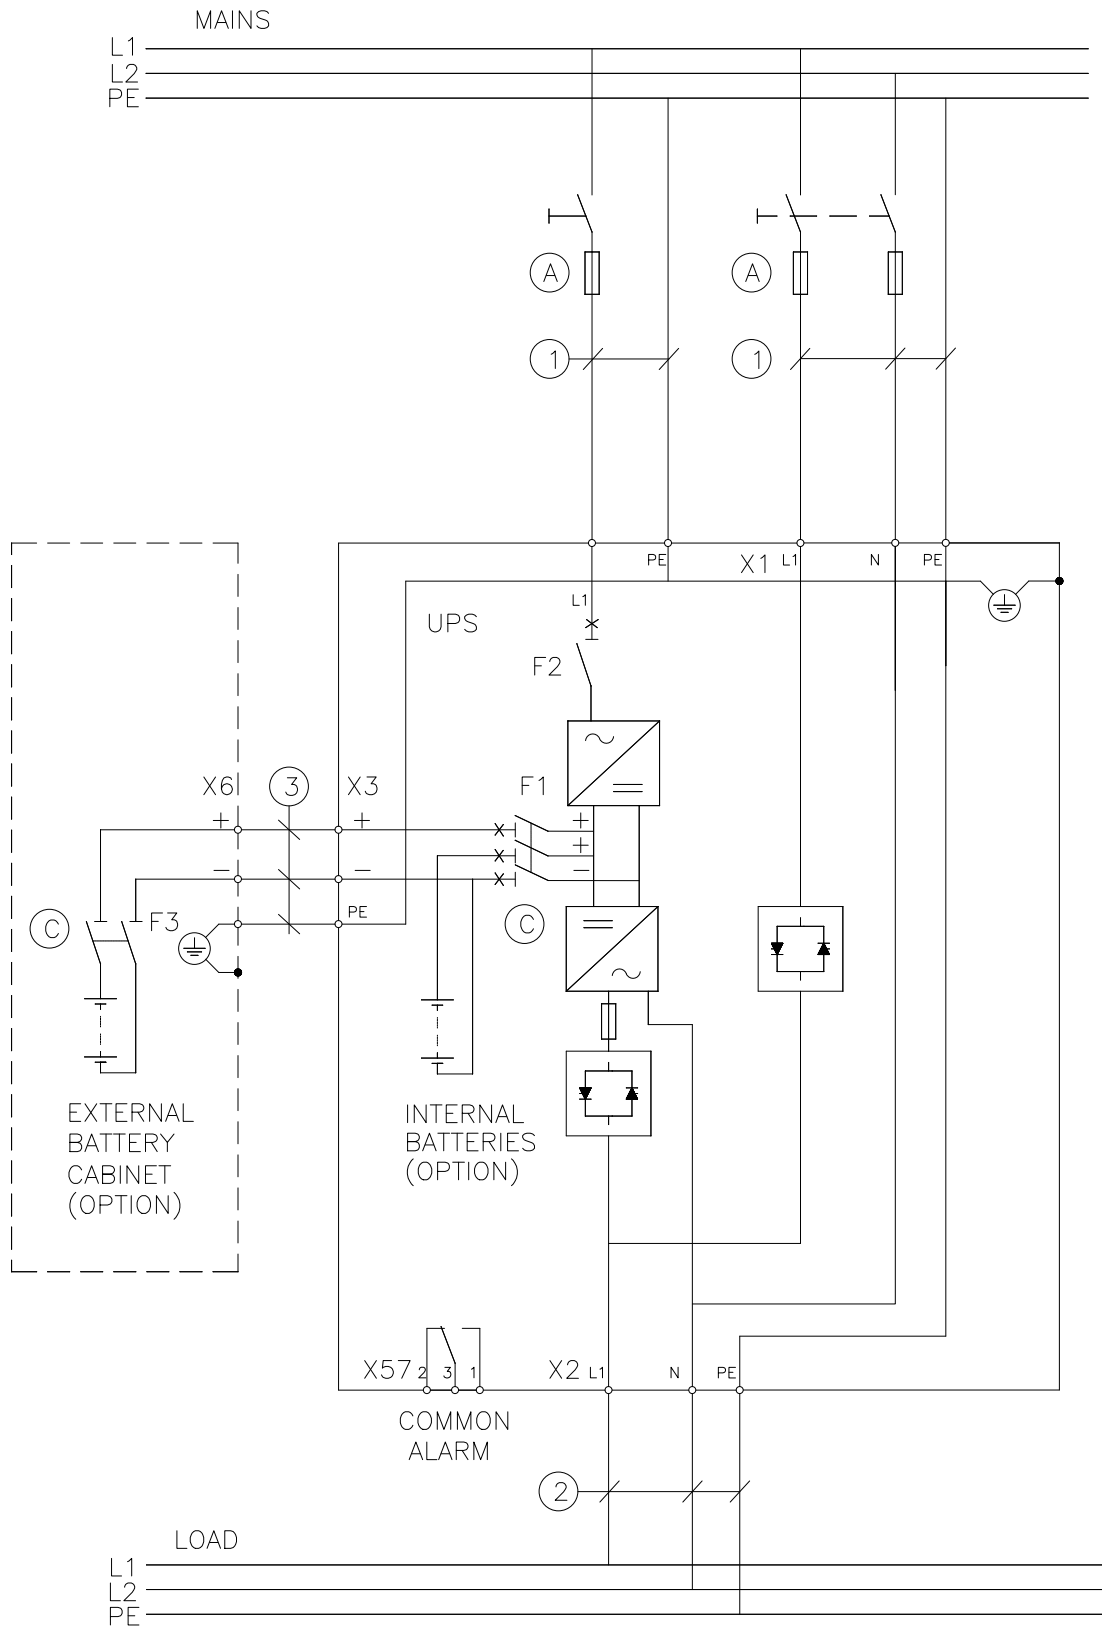 MAINS
L1
L2
PE
A
A
1
1
PE
X1 L1
N
PE
L1
UPS
F2
X6
3
X3
F1
+
+
+
+
−
−
−
C
F3
PE
C
EXTERNAL
BATTERY
CABINET
(OPTION)
INTERNAL
BATTERIES
(OPTION)
X57 2 3 1
X2 L1
N
PE
COMMON
ALARM
2
LOAD
L1
L2
PE